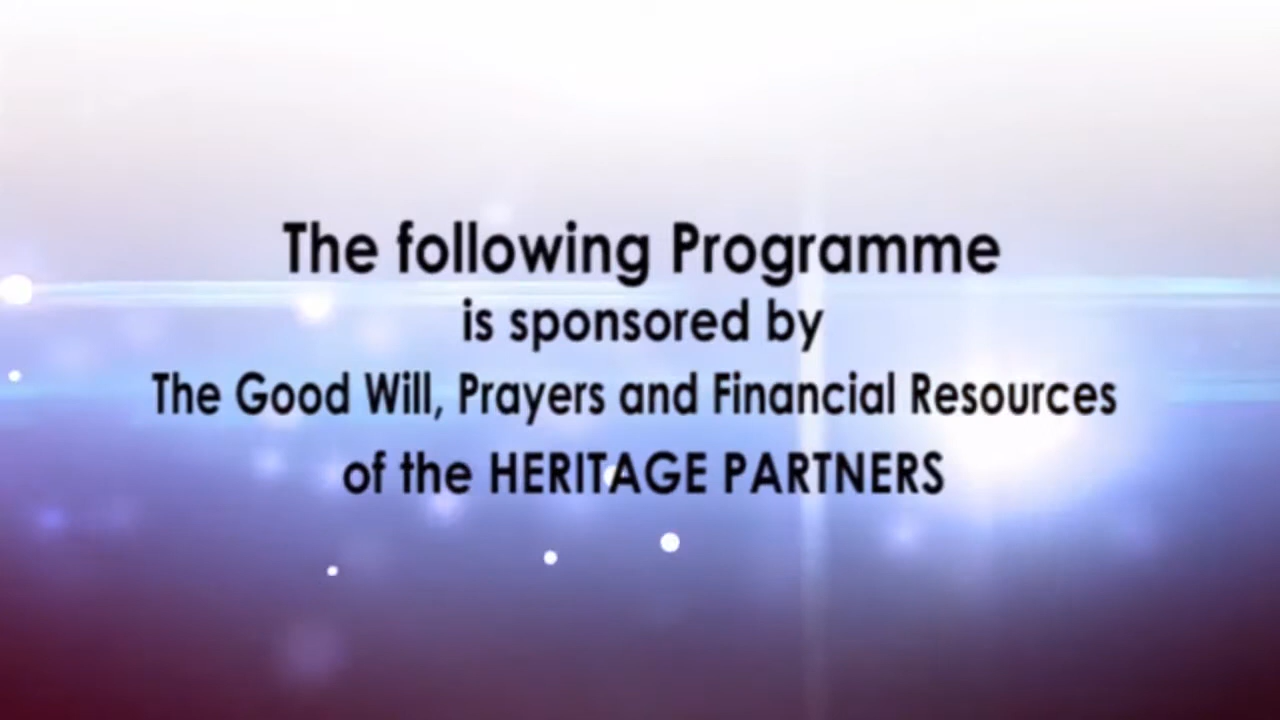 The following Programme
is sponsored by
The Good Will, Prayers and Financial Resources
of the HERITAGE PARTNERS